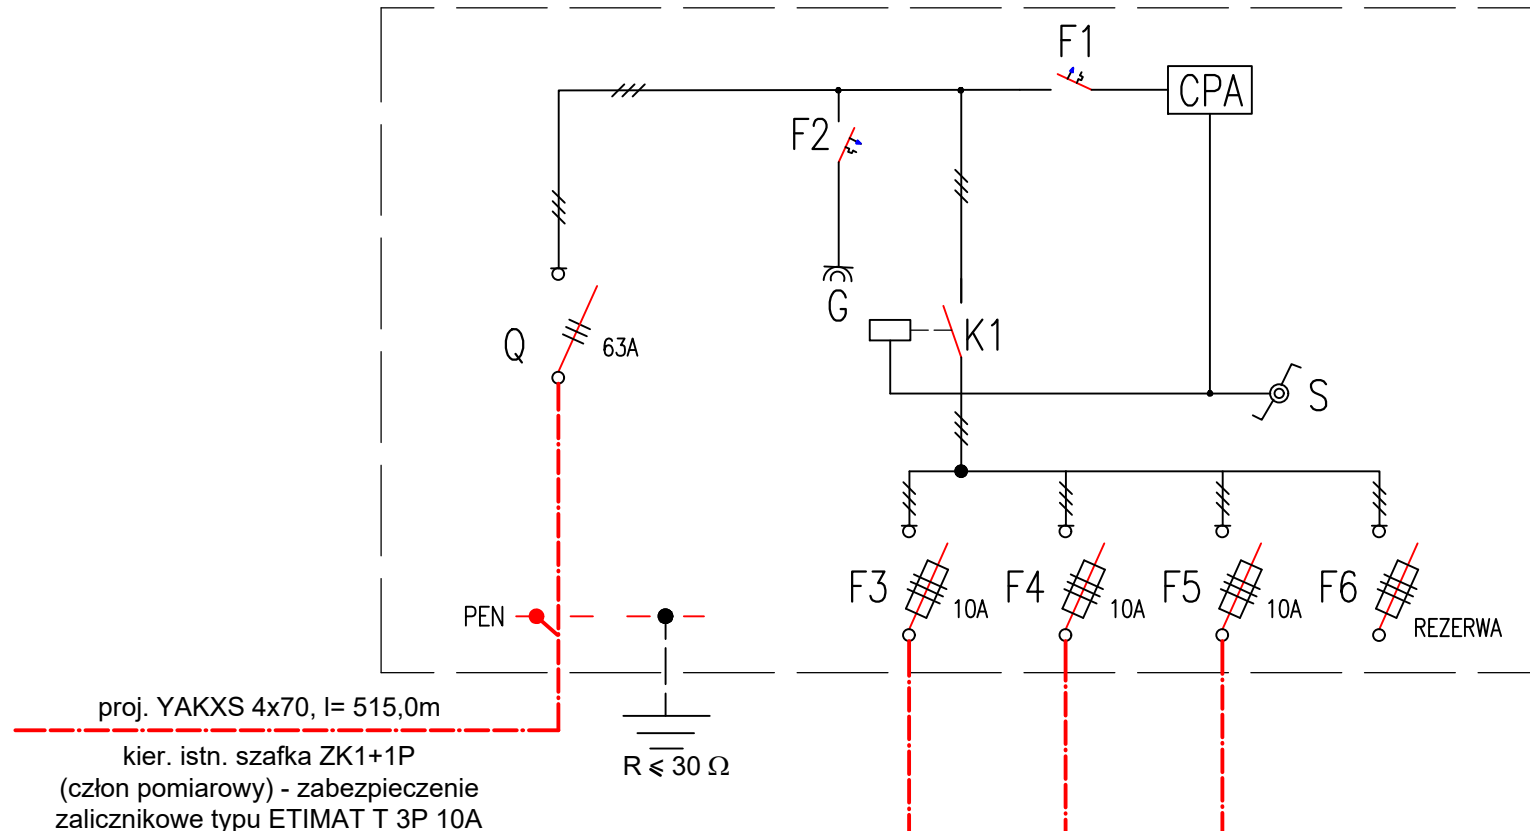 F1
CPA
F2
G
K1
Q
63A
S
F3
10A
F4
10A
F5
10A
F6
REZERWA
PEN
proj. YAKXS 4x70, l= 515,0m
kier. istn. szafka ZK1+1P
(człon pomiarowy) - zabezpieczenie
zalicznikowe typu ETIMAT T 3P 10A
R ⩽ 30 Ω